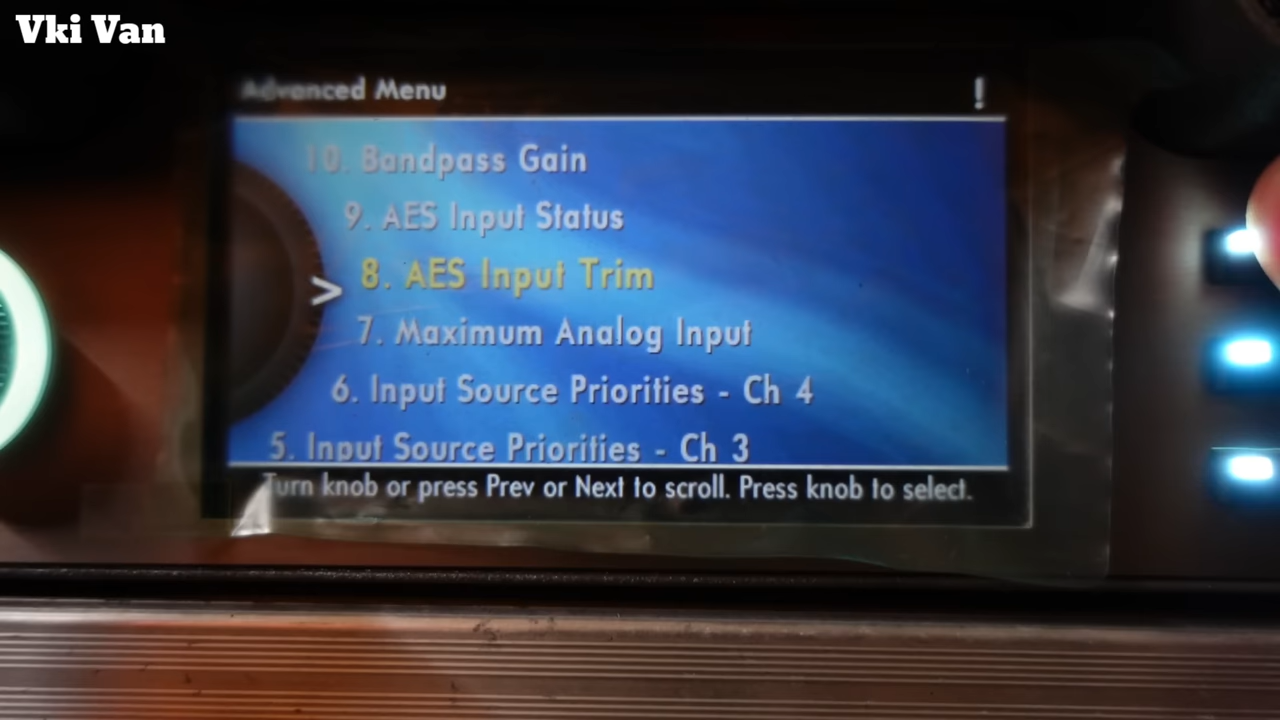 Vki Van
Advanced Menu !
10. Bandpass Gain
9. AES Input Status
> 8. AES Input Trim
7. Maximum Analog Input
6. Input Source Priorities - Ch 4
5. Input Source Priorities - Ch 3
Turn knob or press Prev or Next to scroll. Press knob to select.